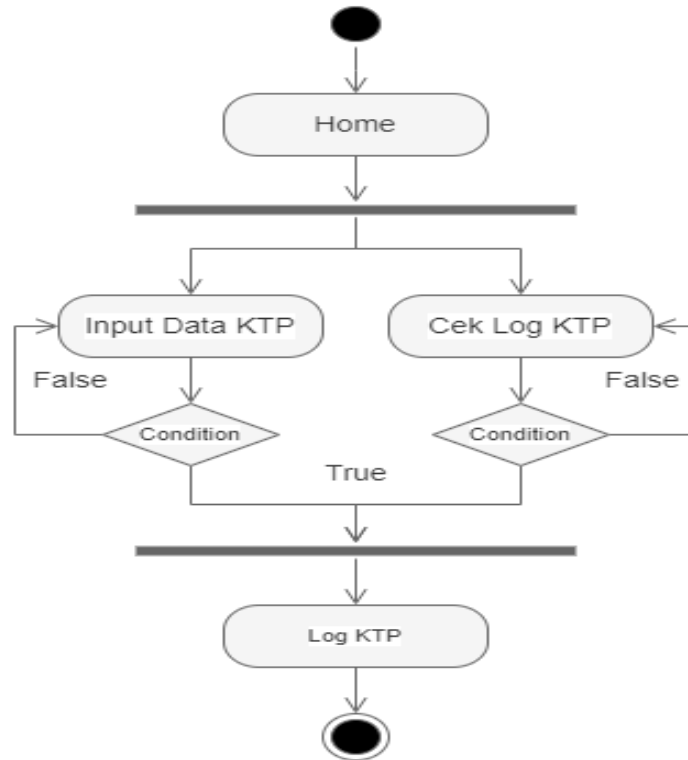 Home
Input Data KTP
Cek Log KTP
False
False
Condition
Condition
True
Log KTP